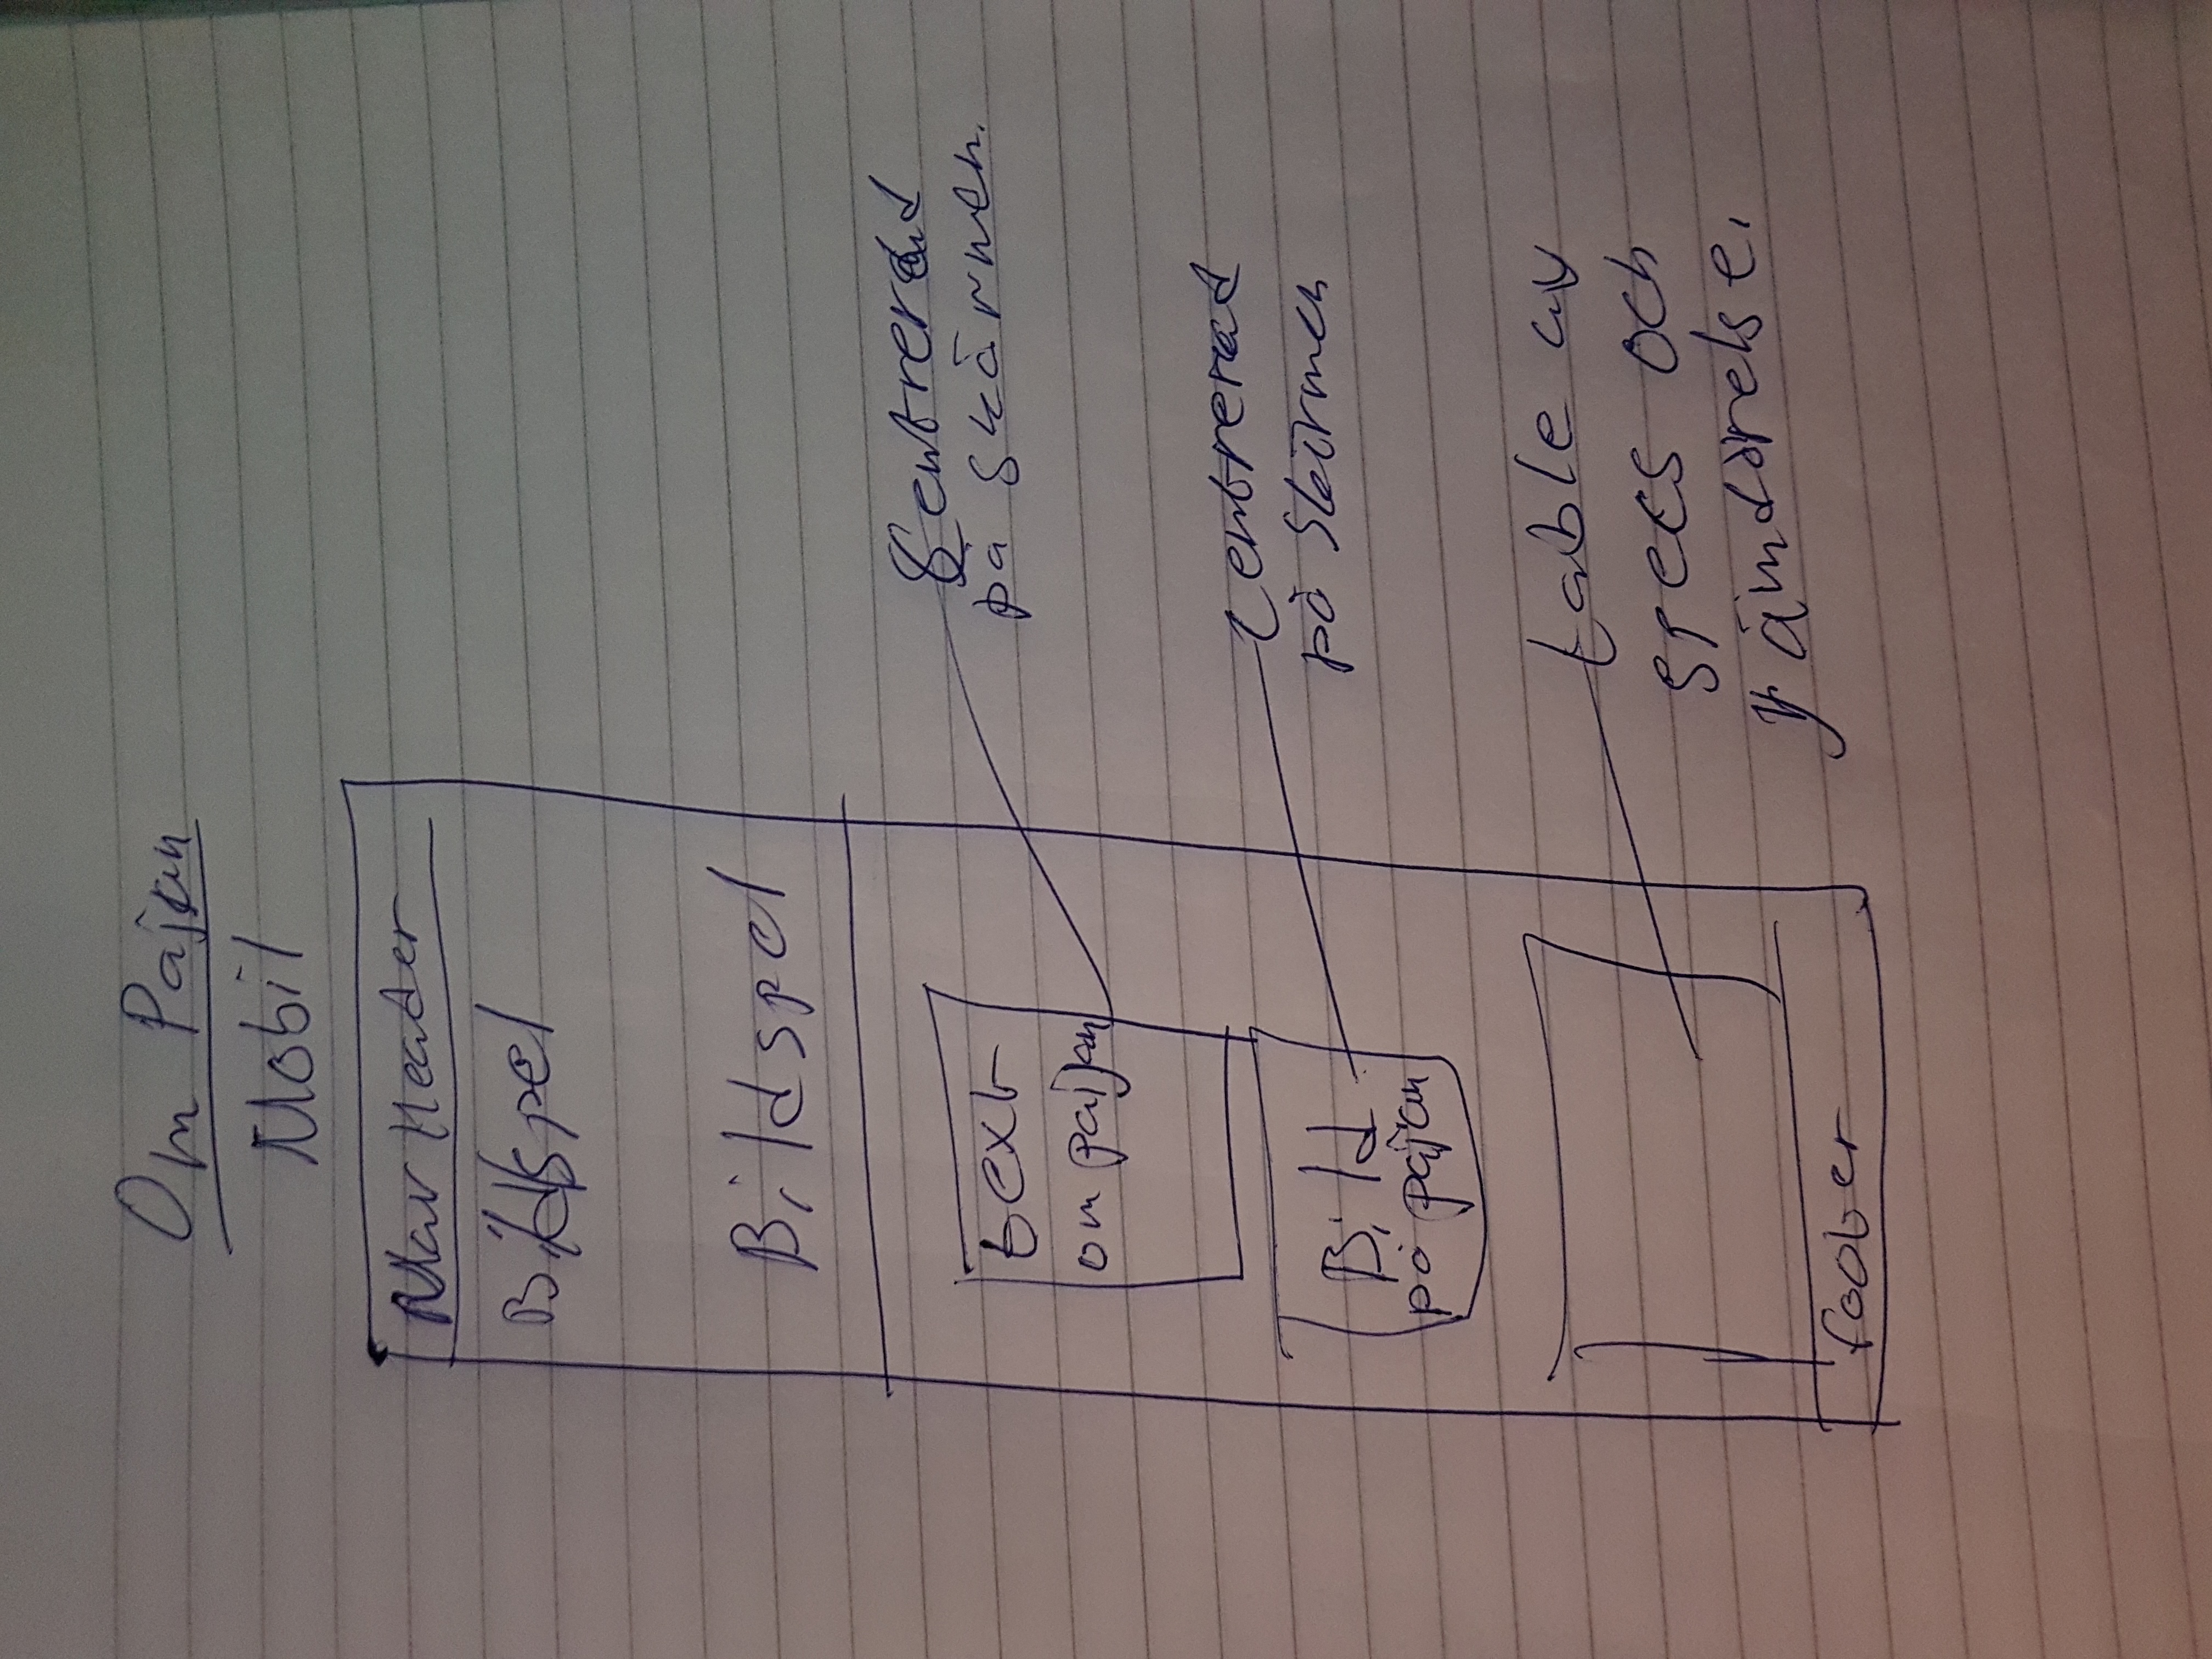 Om Pajan
Mobil
Nav Header
Bildspel
Bildspel
text
om paijan
Centrerad
på skärmen.
Bild
på pajan
Centrerad
på Skärmen
table av
specs och
jämförelse.
footer